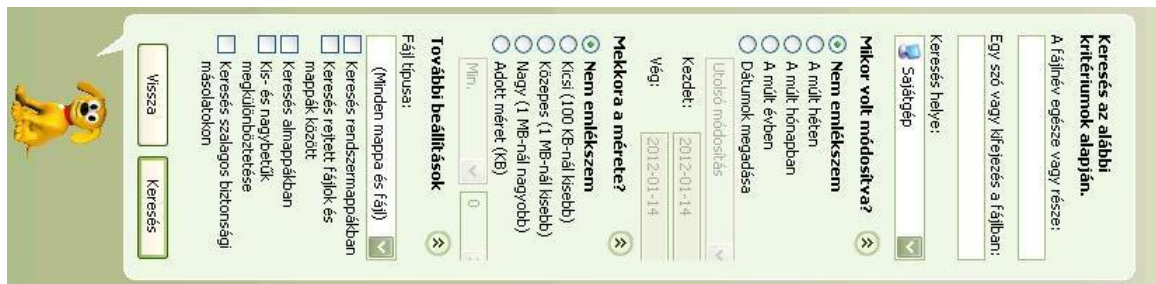 Keresés az alábbi
kritériumok alapján.
A fájlnév egésze vagy része:
Egy szó vagy kifejezés a fájlban:
Keresés helye:
Sajátgép
Mikor volt módosítva?
Nem emlékszem
A múlt héten
A múlt hónapban
A múlt évben
Dátumok megadása
Utolsó módosítás
Kezdet: 2012-01-14
Vég: 2012-01-14
Mekkora a mérete?
Nem emlékszem
Kicsi (100 KB-nál kisebb)
Közepes (1 MB-nál kisebb)
Nagy (1 MB-nál nagyobb)
Adott méret (KB)
Min. 0
További beállítások
Fájl típusa:
(Minden mappa és fájl)
Keresés rendszermappákban
Keresés rejtett fájlok és
mappák között
Keresés almappákban
Kis- és nagybetűk
megkülönböztetése
Keresés szalagos biztonsági
másolatokon
Vissza Keresés